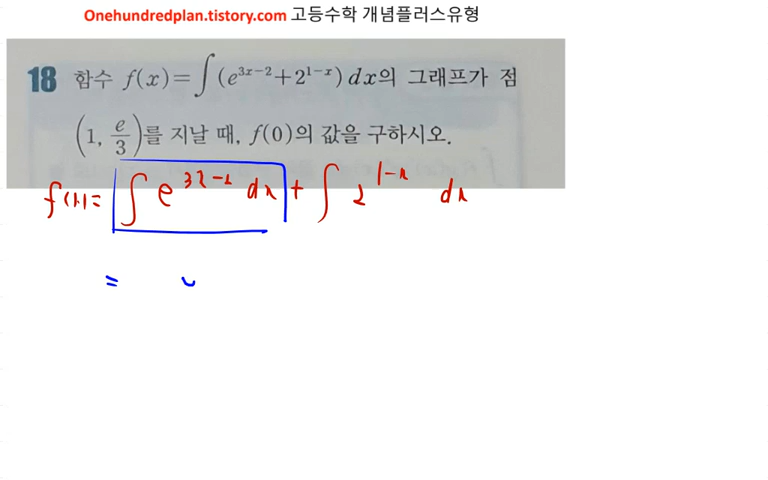 Onehundredplan.tistory.com 고등수학 개념플러스유형
18 함수 f(x)=∫(e^{3x-2}+2^{1-x})dx의 그래프가 점
(1, e/3)를 지날 때, f(0)의 값을 구하시오.
f(x)= ∫ e^{3x-2} dx + ∫ 2^{1-x} dx
=